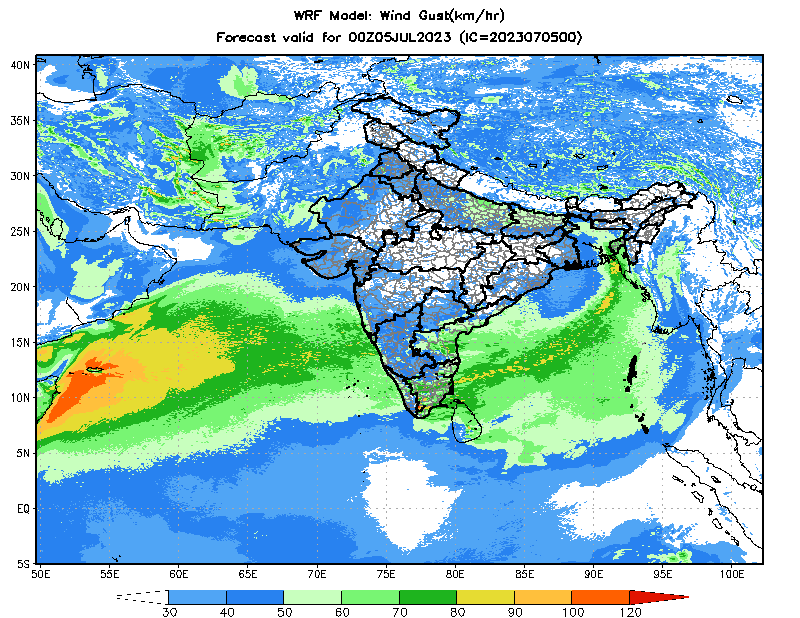 WRF Model: Wind Gust(km/hr)
Forecast valid for 00Z05JUL2023 (IC=2023070500)
40N
35N
30N
25N
20N
15N
10N
5N
EQ
5S
50E 55E 60E 65E 70E 75E 80E 85E 90E 95E 100E
30 40 50 60 70 80 90 100 120